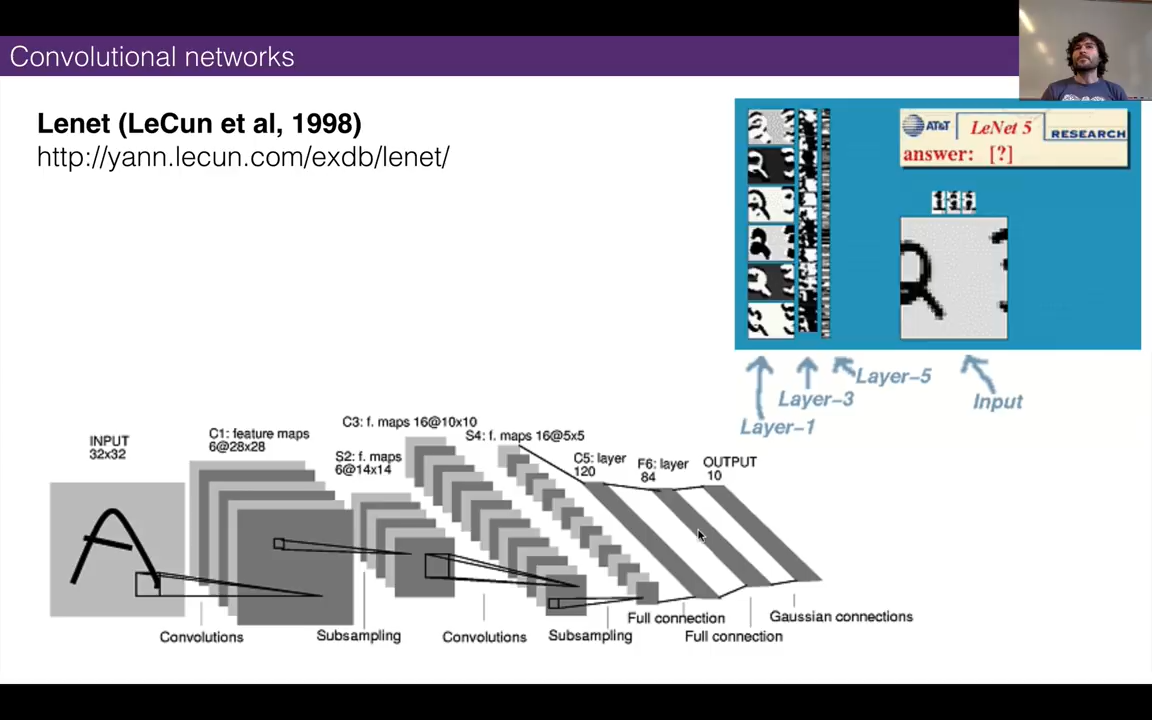 Convolutional networks
Lenet (LeCun et al, 1998)
http://yann.lecun.com/exdb/lenet/
AT&T
LeNet 5
RESEARCH
answer: [?]
Layer-5
Layer-3
Input
Layer-1
INPUT
32x32
C1: feature maps
6@28x28
S2: f. maps
6@14x14
C3: f. maps 16@10x10
S4: f. maps 16@5x5
C5: layer
120
F6: layer
84
OUTPUT
10
A
Convolutions
Subsampling
Convolutions
Subsampling
Full connection
Full connection
Gaussian connections